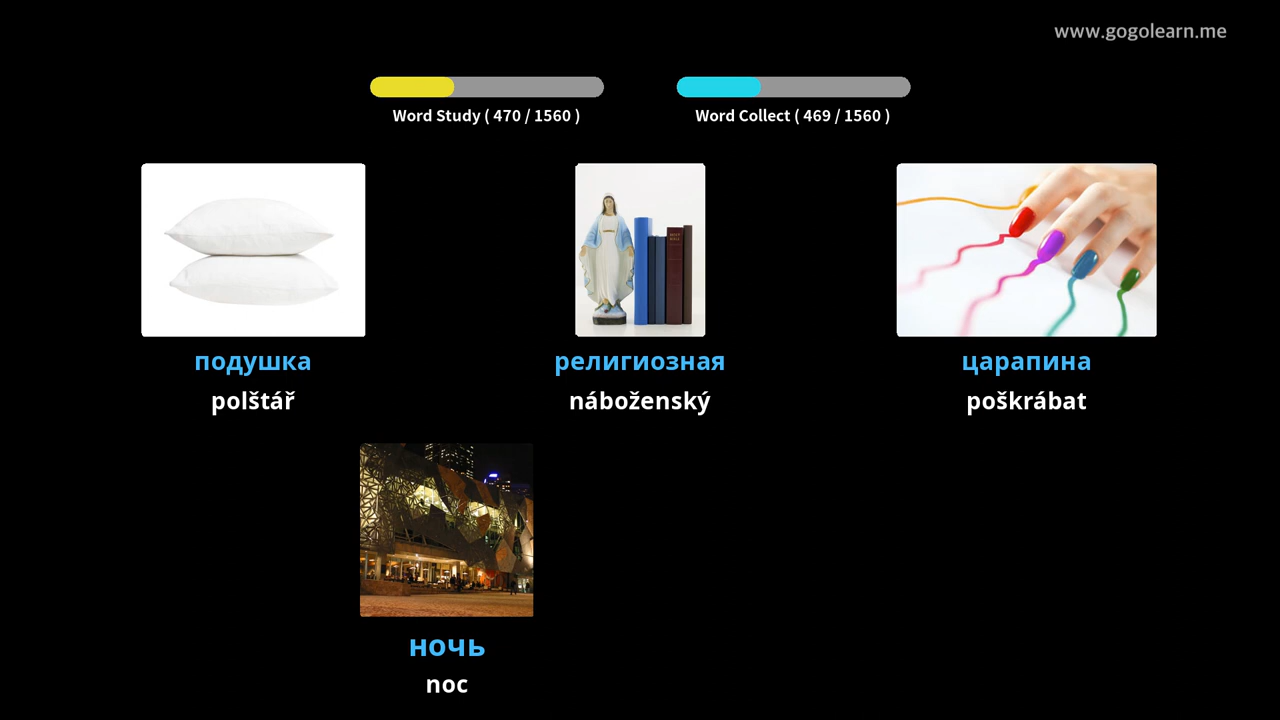 www.gogolearn.me
Word Study ( 470 / 1560 )
Word Collect ( 469 / 1560 )
подушка
религиозная
царапина
polštář
náboženský
poškrábat
ночь
noc